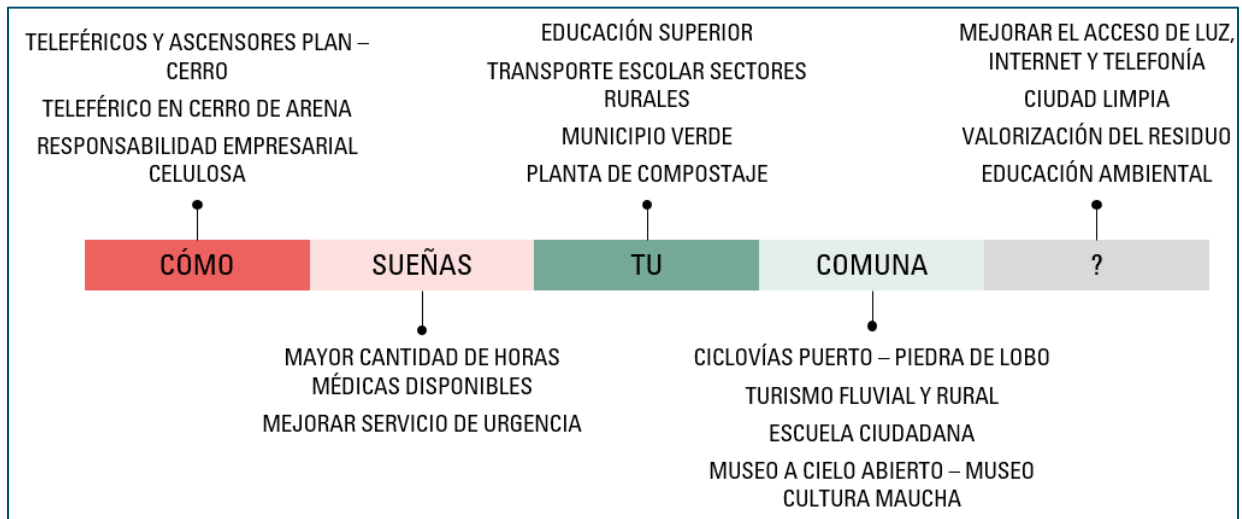 TELEFÉRICOS Y ASCENSORES PLAN –
CERRO
TELEFÉRICO EN CERRO DE ARENA
RESPONSABILIDAD EMPRESARIAL
CELULOSA
EDUCACIÓN SUPERIOR
TRANSPORTE ESCOLAR SECTORES
RURALES
MUNICIPIO VERDE
PLANTA DE COMPOSTAJE
MEJORAR EL ACCESO DE LUZ,
INTERNET Y TELEFONÍA
CIUDAD LIMPIA
VALORIZACIÓN DEL RESIDUO
EDUCACIÓN AMBIENTAL
CÓMO SUEÑAS TU COMUNA ?
MAYOR CANTIDAD DE HORAS
MÉDICAS DISPONIBLES
MEJORAR SERVICIO DE URGENCIA
CICLOVÍAS PUERTO – PIEDRA DE LOBO
TURISMO FLUVIAL Y RURAL
ESCUELA CIUDADANA
MUSEO A CIELO ABIERTO – MUSEO
CULTURA MAUCHA